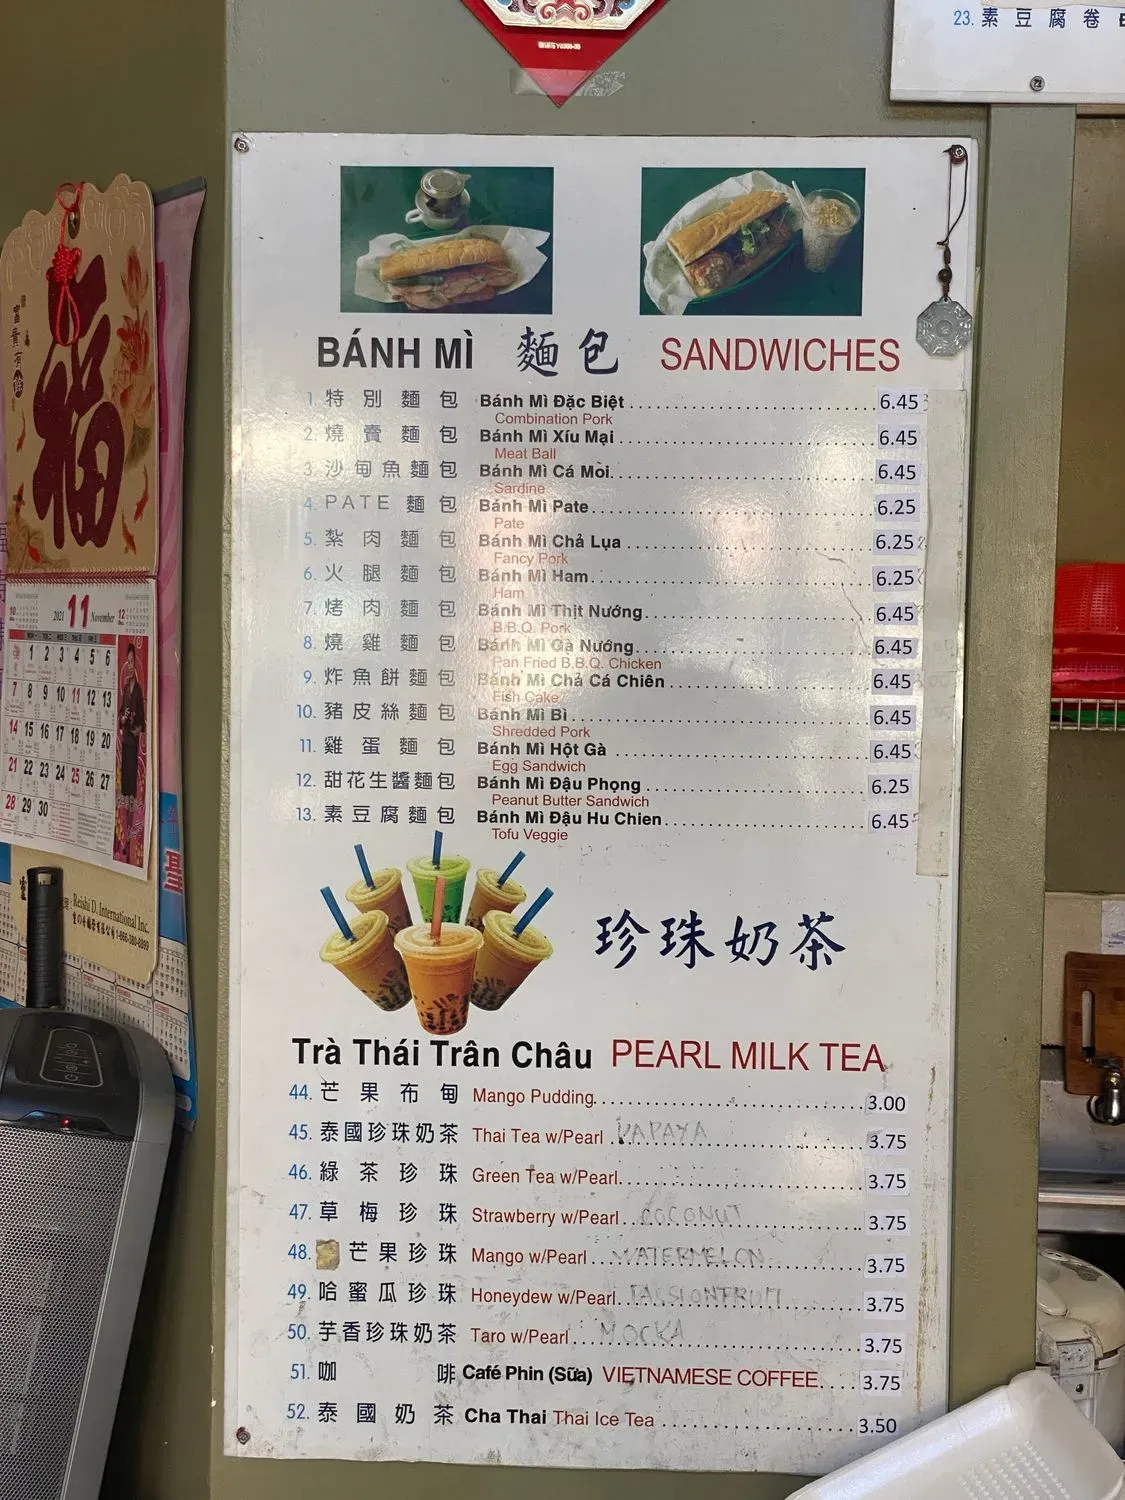 23. 素豆腐卷
福
富貴有餘
BÁNH MÌ 麵包 SANDWICHES
1. 特別麵包 Bánh Mì Đặc Biệt 6.45
Combination Pork
2. 燒賣麵包 Bánh Mì Xíu Mại 6.45
Meat Ball
3. 沙甸魚麵包 Bánh Mì Cá Moi 6.45
Sardine
4. PATE 麵包 Bánh Mì Pate 6.25
Pate
5. 紮肉麵包 Bánh Mì Chả Lụa 6.25
Fancy Pork
6. 火腿麵包 Bánh Mì Ham 6.25
Ham
7. 烤肉麵包 Bánh Mì Thịt Nướng 6.45
B.B.Q. Pork
8. 燒雞麵包 Bánh Mì Gà Nướng 6.45
Pan Fried B.B.Q. Chicken
9. 炸魚餅麵包 Bánh Mì Chả Cá Chiên 6.45
Fish Cake
10. 豬皮絲麵包 Bánh Mì Bì 6.45
Shredded Pork
11. 雞蛋麵包 Bánh Mì Hột Gà 6.45
Egg Sandwich
12. 甜花生醬麵包 Bánh Mì Đậu Phọng 6.25
Peanut Butter Sandwich
13. 素豆腐麵包 Bánh Mì Đậu Hu Chien 6.45
Tofu Veggie
珍珠奶茶
Trà Thái Trân Châu PEARL MILK TEA
44. 芒果布甸 Mango Pudding 3.00
45. 泰國珍珠奶茶 Thai Tea w/Pearl PAPAYA 3.75
46. 綠茶珍珠 Green Tea w/Pearl 3.75
47. 草梅珍珠 Strawberry w/Pearl COCONUT 3.75
48. 芒果珍珠 Mango w/Pearl WATERMELON 3.75
49. 哈蜜瓜珍珠 Honeydew w/Pearl PASSIONFRUIT 3.75
50. 芋香珍珠奶茶 Taro w/Pearl MOCKA 3.75
51. 咖啡 Café Phin (Sữa) VIETNAMESE COFFEE 3.75
52. 泰國奶茶 Cha Thai Thai Ice Tea 3.50
2021 11 November 12
1 2 3 4 5 6
7 8 9 10 11 12 13
14 15 16 17 18 19 20
21 22 23 24 25 26 27
28 29 30
Reishi D. International Inc.
1-866-380-8899